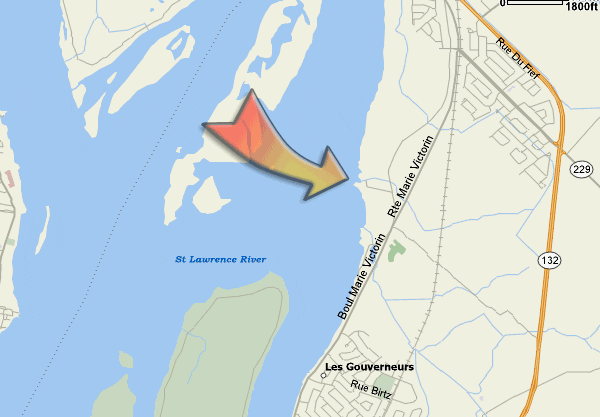 0
1800ft
Rue Du Fief
229
Rte Marie Victorin
St Lawrence River
132
Boul Marie Victorin
Les Gouverneurs
Rue Birtz